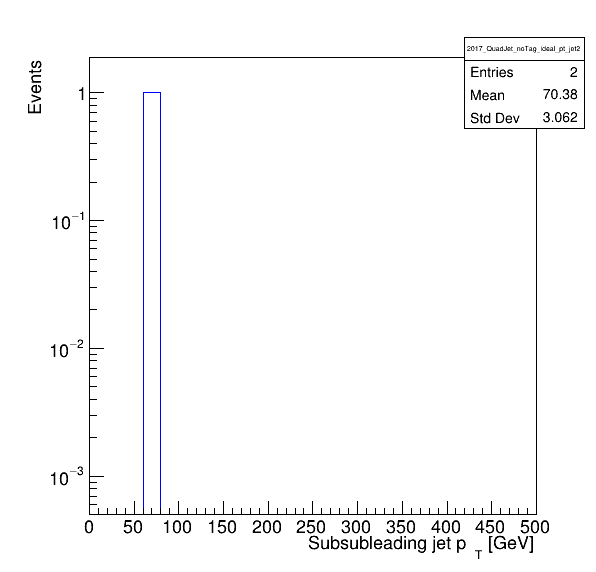 2017_QuadJet_noTag_ideal_pt_jet2
Entries 2
Mean 70.38
Std Dev 3.062
Events
1
10−1
10−2
10−3
0 50 100 150 200 250 300 350 400 450 500
Subsubleading jet p T [GeV]